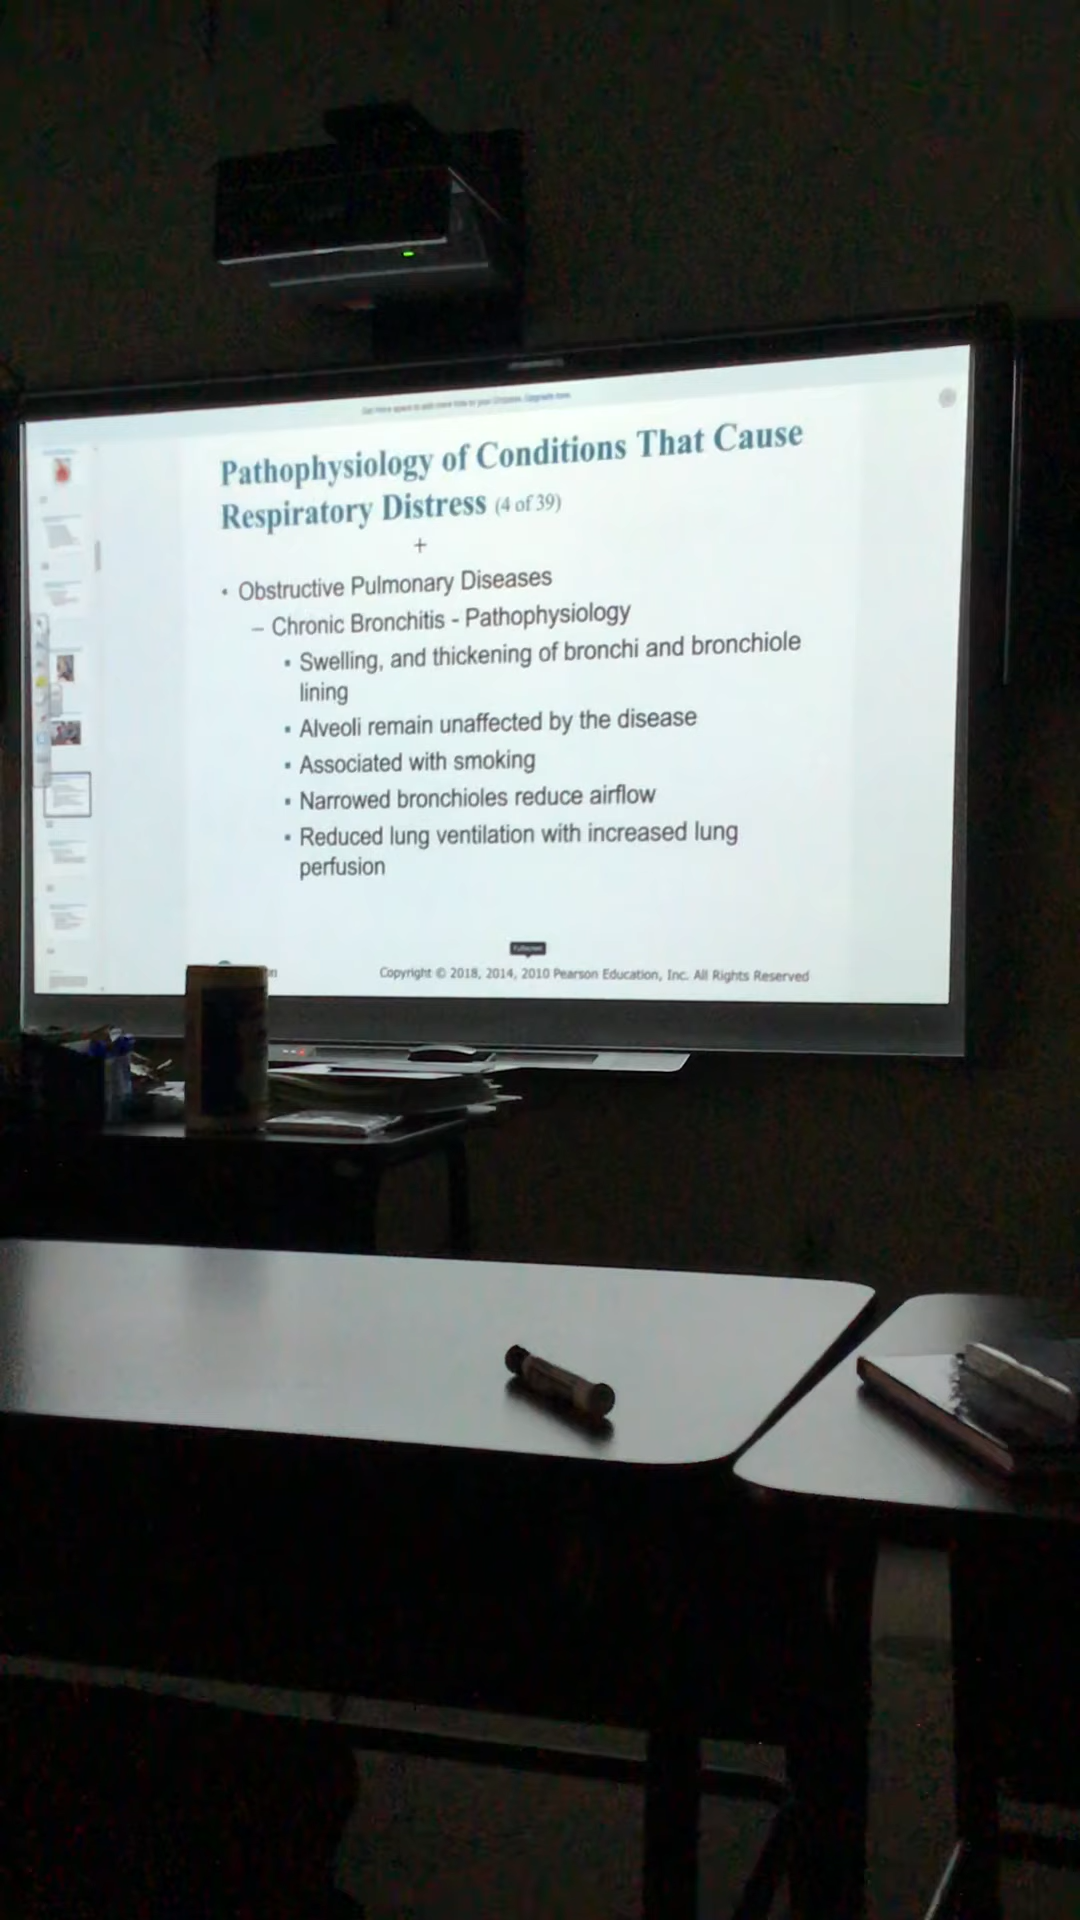 Pathophysiology of Conditions That Cause
Respiratory Distress (4 of 39)
+
• Obstructive Pulmonary Diseases
– Chronic Bronchitis - Pathophysiology
▪ Swelling, and thickening of bronchi and bronchiole
lining
▪ Alveoli remain unaffected by the disease
▪ Associated with smoking
▪ Narrowed bronchioles reduce airflow
▪ Reduced lung ventilation with increased lung
perfusion
Copyright © 2018, 2014, 2010 Pearson Education, Inc. All Rights Reserved